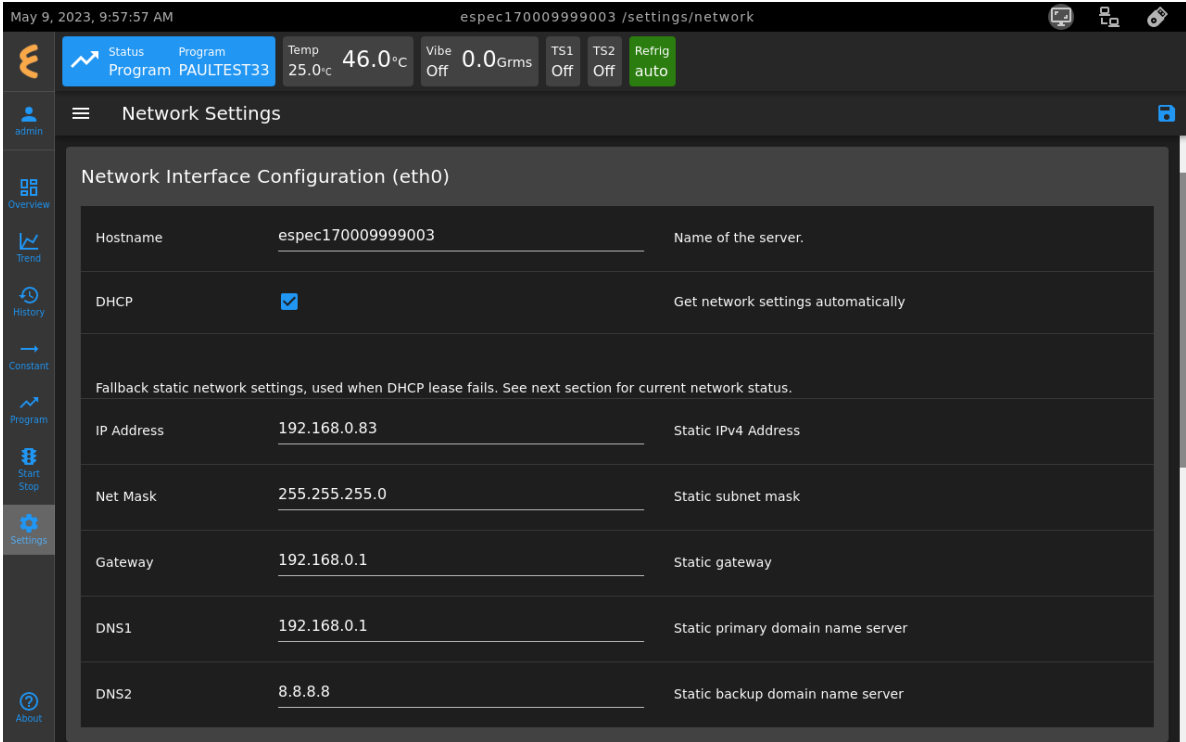 May 9, 2023, 9:57:57 AM espec170009999003 /settings/network
Status Program Temp Vibe TS1 TS2 Refrig
Program PAULTEST33 25.0°C 46.0°C Off 0.0Grms Off Off auto
admin
Network Settings
Network Interface Configuration (eth0)
Overview
Trend
History
Constant
Program
Start
Stop
Settings
About
Hostname espec170009999003 Name of the server.
DHCP Get network settings automatically
Fallback static network settings, used when DHCP lease fails. See next section for current network status.
IP Address 192.168.0.83 Static IPv4 Address
Net Mask 255.255.255.0 Static subnet mask
Gateway 192.168.0.1 Static gateway
DNS1 192.168.0.1 Static primary domain name server
DNS2 8.8.8.8 Static backup domain name server